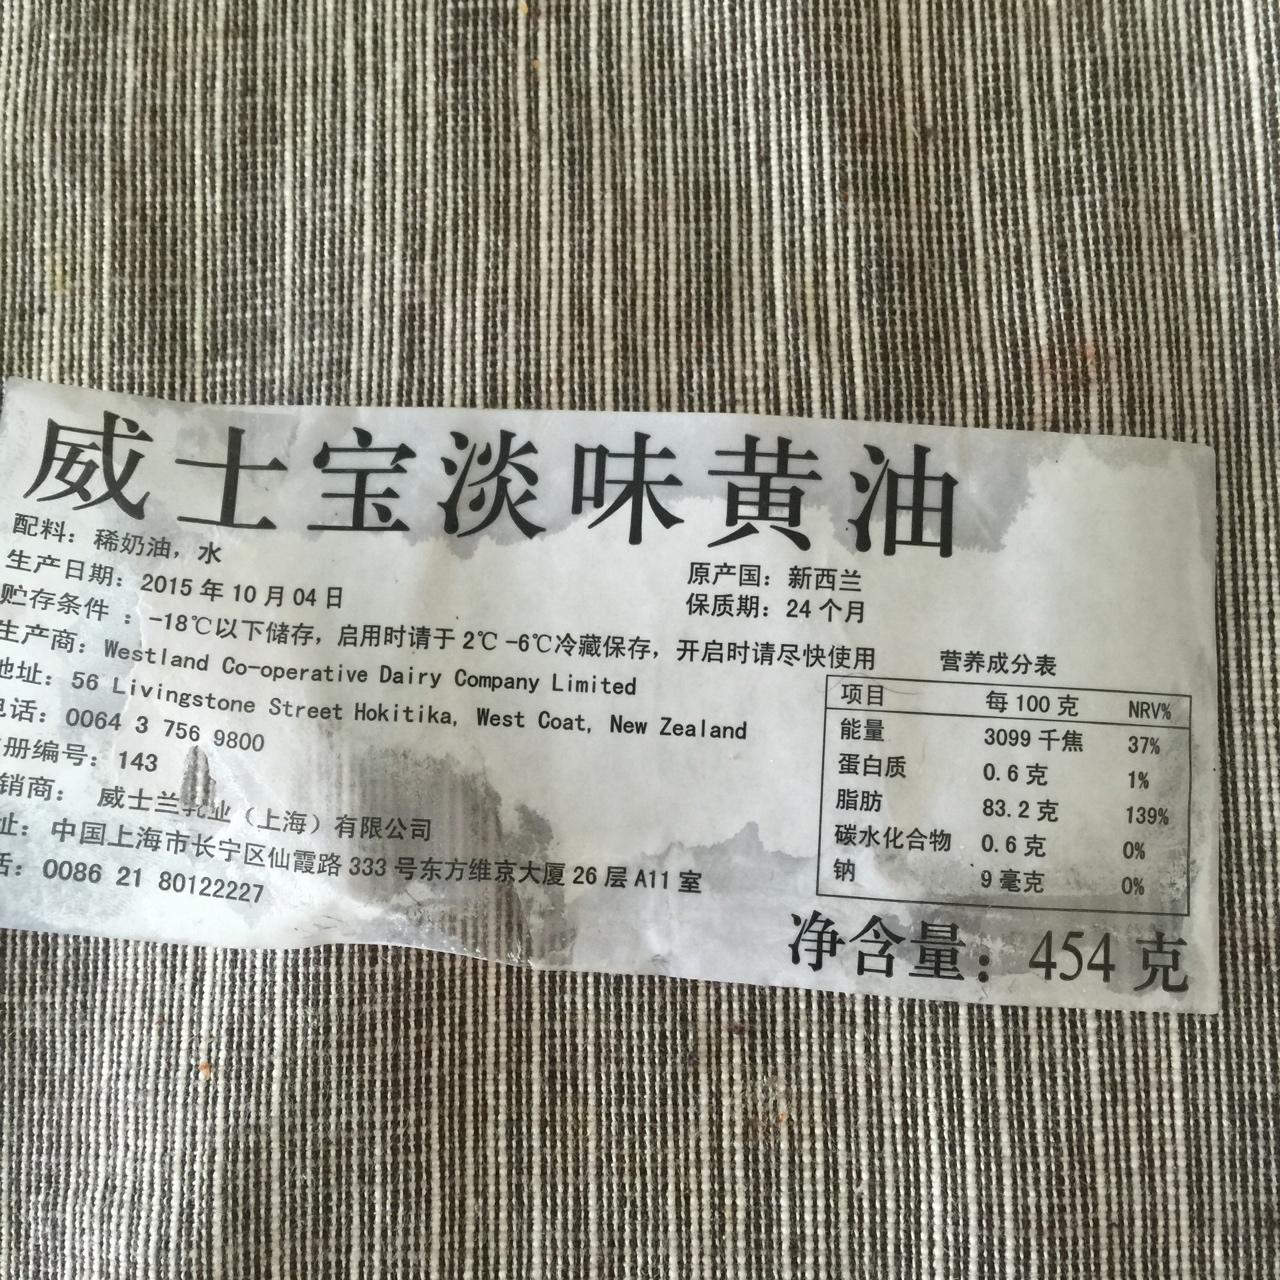 威士宝淡味黄油
配料：稀奶油，水
生产日期：2015 年 10 月 04 日
原产国：新西兰
保质期：24 个月
贮存条件 ：-18℃以下储存，启用时请于 2℃ -6℃冷藏保存，开启时请尽快使用
生产商：Westland Co-operative Dairy Company Limited
地址：56 Livingstone Street Hokitika, West Coat, New Zealand
电话：0064 3 756 9800
册编号：143
销商： 威士兰乳业（上海）有限公司
址：中国上海市长宁区仙霞路 333 号东方维京大厦 26 层 A11 室
话：0086 21 80122227
营养成分表
项目 每 100 克 NRV%
能量 3099 千焦 37%
蛋白质 0.6 克 1%
脂肪 83.2 克 139%
碳水化合物 0.6 克 0%
钠 9 毫克 0%
净含量：454 克